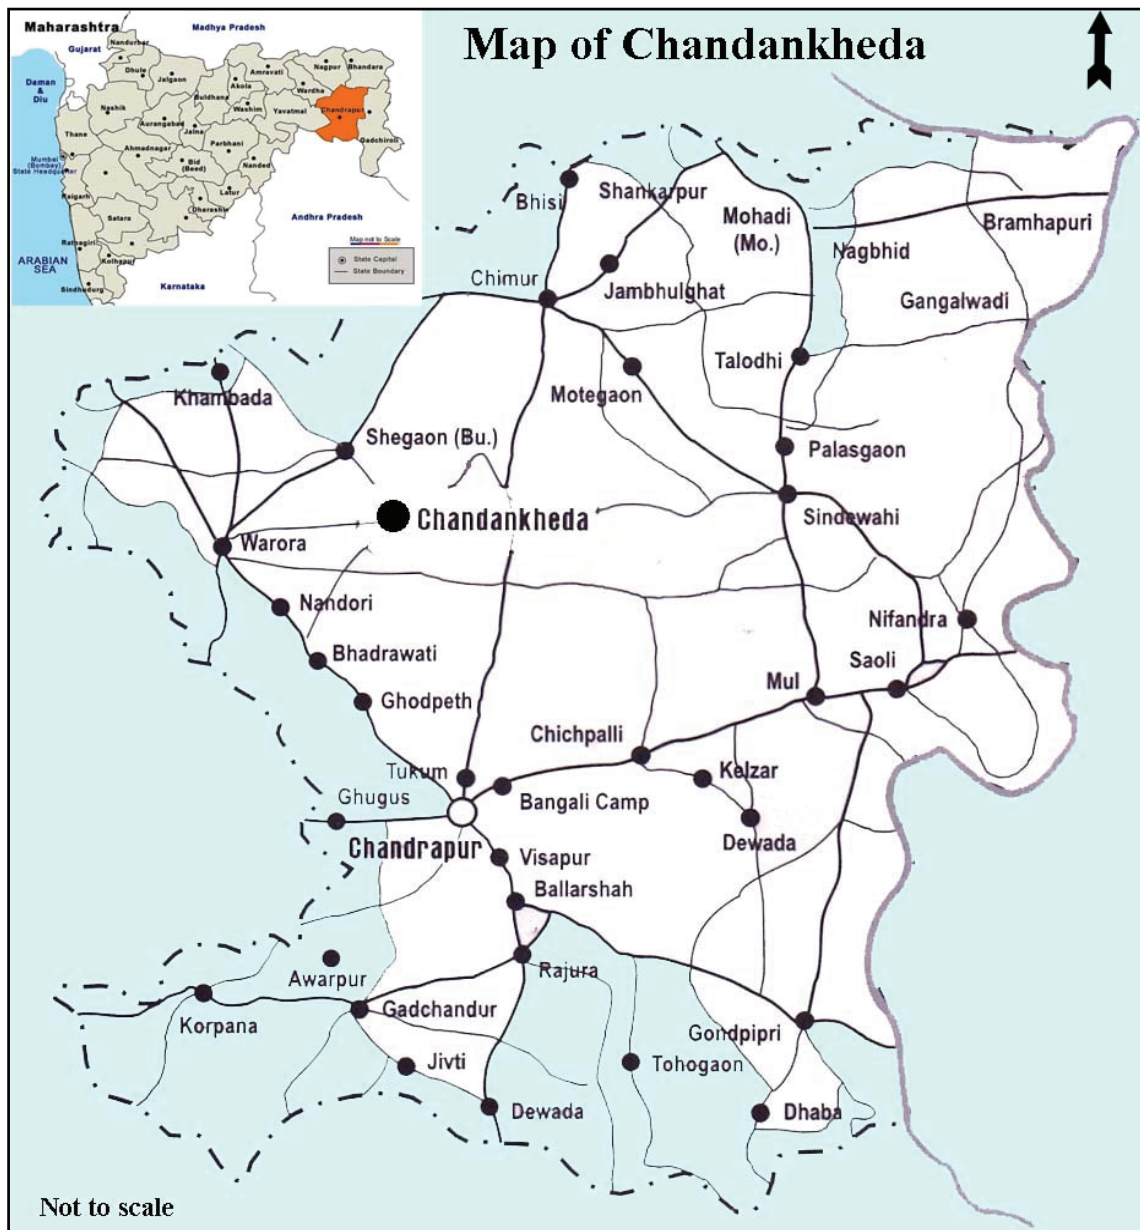 Map of Chandankheda
Maharashtra
Madhya Pradesh
Gujarat
Nandurbar
Dhule
Jalgaon
Amravati
Nagpur
Bhandara
Daman
&
Diu
Akola
Wardha
Buldhana
Washim
Yavatmal
Chandrapur
Nashik
Aurangabad
Jalna
Parbhani
Gadchiroli
Thane
Ahmadnagar
Bid
(Beed)
Nanded
Mumbai
(Bombay)
State Headquarter
Raigarh
Latur
Dharashiv
Satara
Andhra Pradesh
Ratnagiri
Kolhapur
ARABIAN
SEA
Sindhudurg
Karnataka
Map not to Scale
State Capital
State Boundary
Bhisi
Shankarpur
Mohadi
(Mo.)
Bramhapuri
Nagbhid
Chimur
Jambhulghat
Gangalwadi
Talodhi
Khambada
Motegaon
Shegaon (Bu.)
Palasgaon
Chandankheda
Sindewahi
Warora
Nandori
Nifandra
Bhadrawati
Saoli
Mul
Ghodpeth
Chichpalli
Tukum
Kelzar
Ghugus
Bangali Camp
Chandrapur
Dewada
Visapur
Ballarshah
Awarpur
Rajura
Korpana
Gadchandur
Gondpipri
Jivti
Tohogaon
Dewada
Dhaba
Not to scale